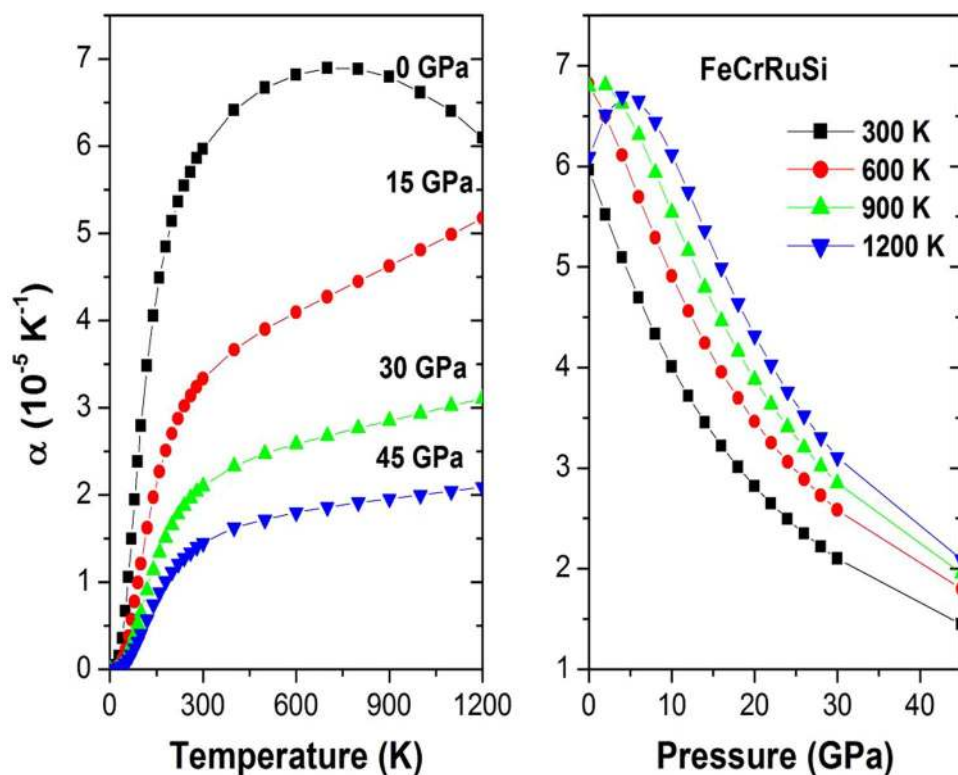 α (10⁻⁵ K⁻¹)
7
6
5
4
3
2
1
0
0 GPa
15 GPa
30 GPa
45 GPa
0 300 600 900 1200
Temperature (K)
7
6
5
4
3
2
1
FeCrRuSi
300 K
600 K
900 K
1200 K
0 10 20 30 40
Pressure (GPa)